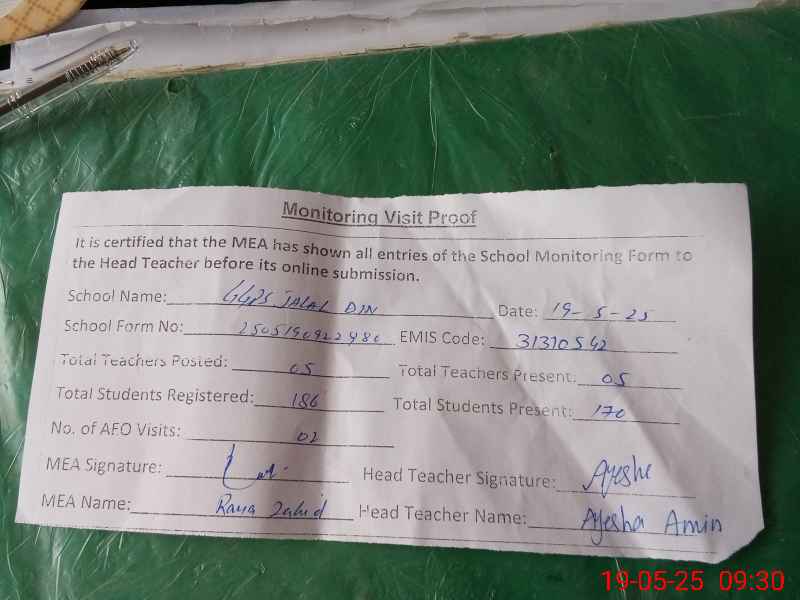 Monitoring Visit Proof
It is certified that the MEA has shown all entries of the School Monitoring Form to
the Head Teacher before its online submission.
School Name: GGPS JALAL DIN Date: 19-5-25
School Form No: 2505190922980 EMIS Code: 31310542
Total Teachers Posted: 05 Total Teachers Present: 05
Total Students Registered: 186 Total Students Present: 170
No. of AEO Visits: 02
MEA Signature: Head Teacher Signature: Ayesha
MEA Name: Rana Zahid Head Teacher Name: Ayesha Amin
19-05-25 09:30